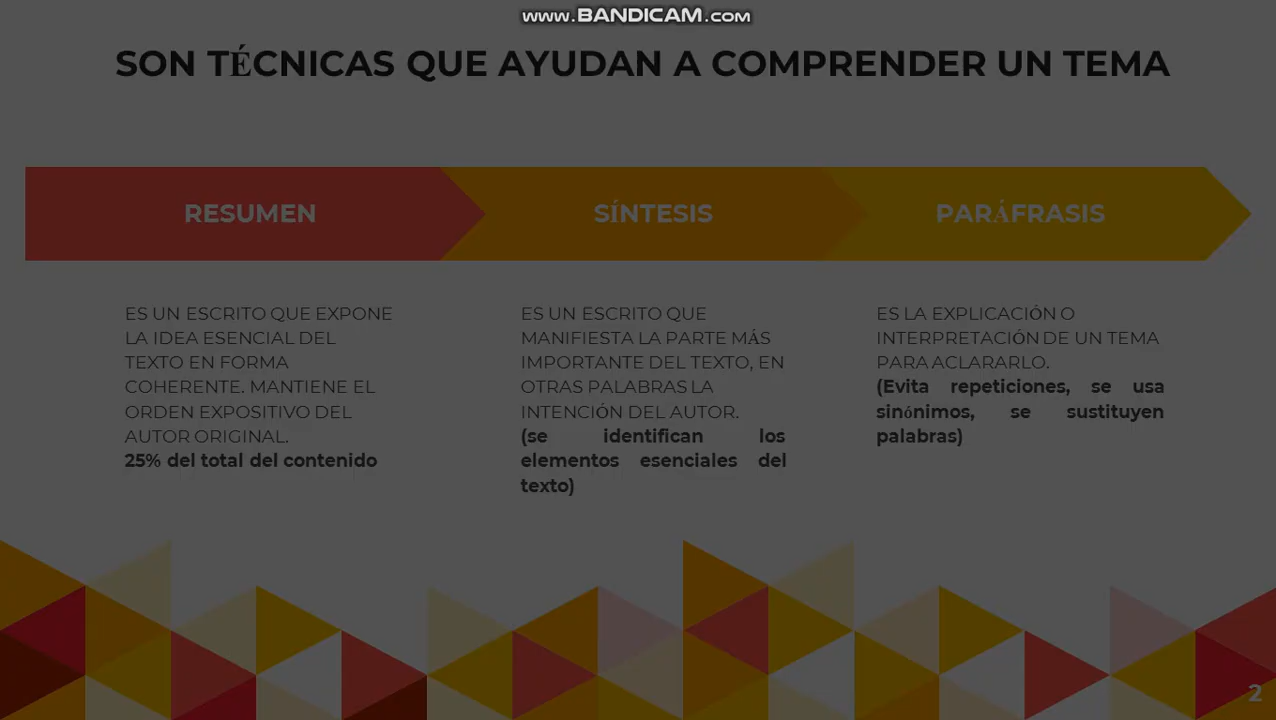 www.BANDICAM.com
SON TÉCNICAS QUE AYUDAN A COMPRENDER UN TEMA
RESUMEN
SÍNTESIS
PARÁFRASIS
ES UN ESCRITO QUE EXPONE
LA IDEA ESENCIAL DEL
TEXTO EN FORMA
COHERENTE. MANTIENE EL
ORDEN EXPOSITIVO DEL
AUTOR ORIGINAL.
25% del total del contenido
ES UN ESCRITO QUE
MANIFIESTA LA PARTE MÁS
IMPORTANTE DEL TEXTO, EN
OTRAS PALABRAS LA
INTENCIÓN DEL AUTOR.
(se identifican los
elementos esenciales del
texto)
ES LA EXPLICACIÓN O
INTERPRETACIÓN DE UN TEMA
PARA ACLARARLO.
(Evita repeticiones, se usa
sinónimos, se sustituyen
palabras)
2